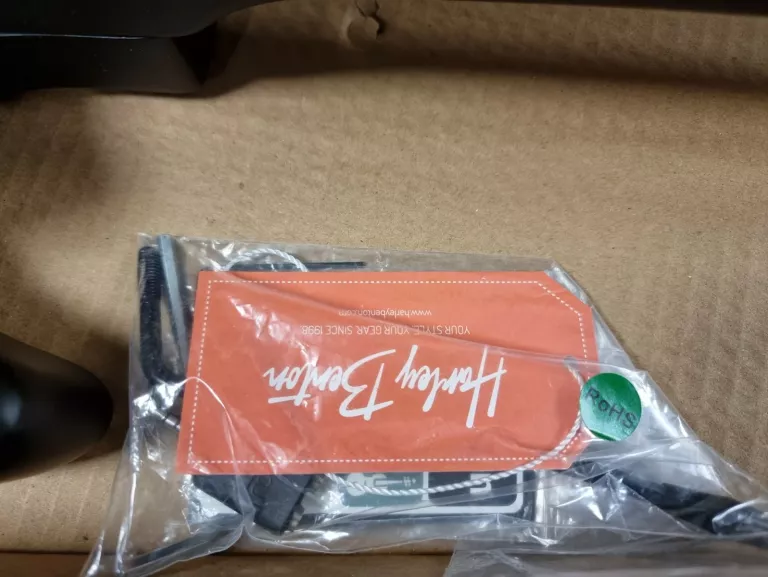 Harley Benton
YOUR STYLE. YOUR GEAR. SINCE 1998
www.harleybenton.com
RoHS